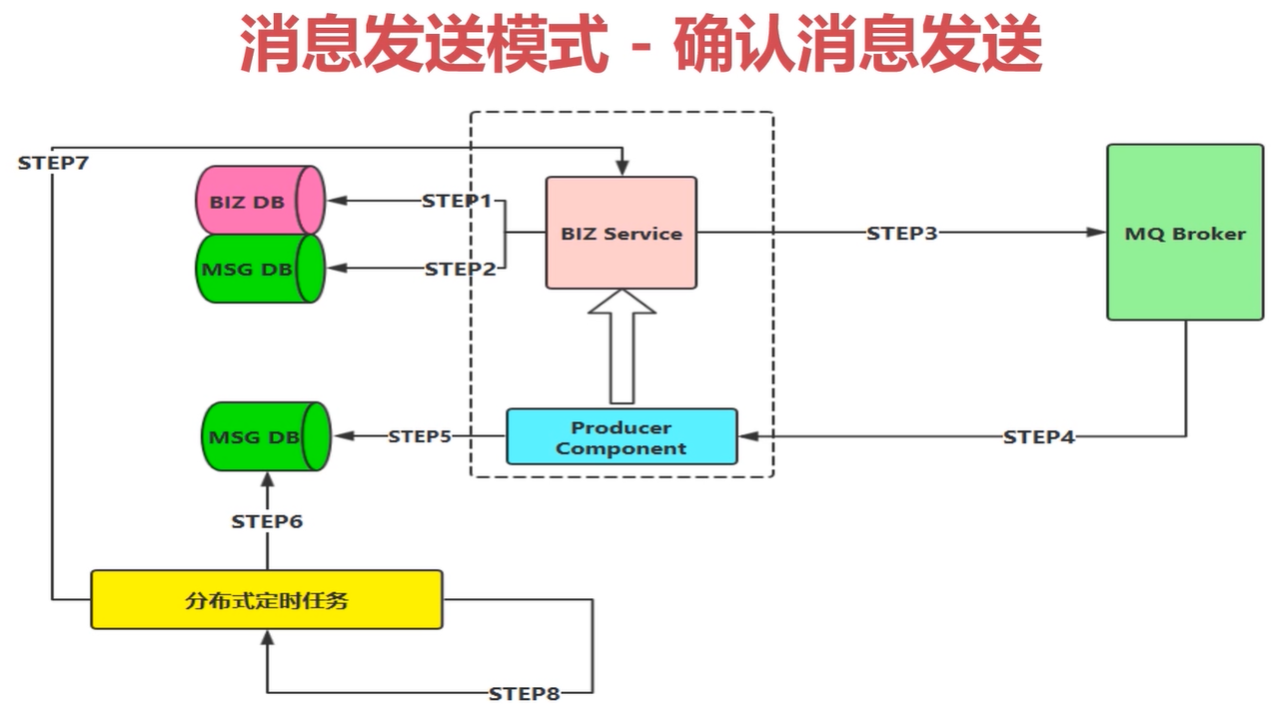 消息发送模式 - 确认消息发送
STEP7
BIZ DB
STEP1
MSG DB
STEP2
BIZ Service
STEP3
MQ Broker
MSG DB
STEP5
Producer
Component
STEP4
STEP6
分布式定时任务
STEP8